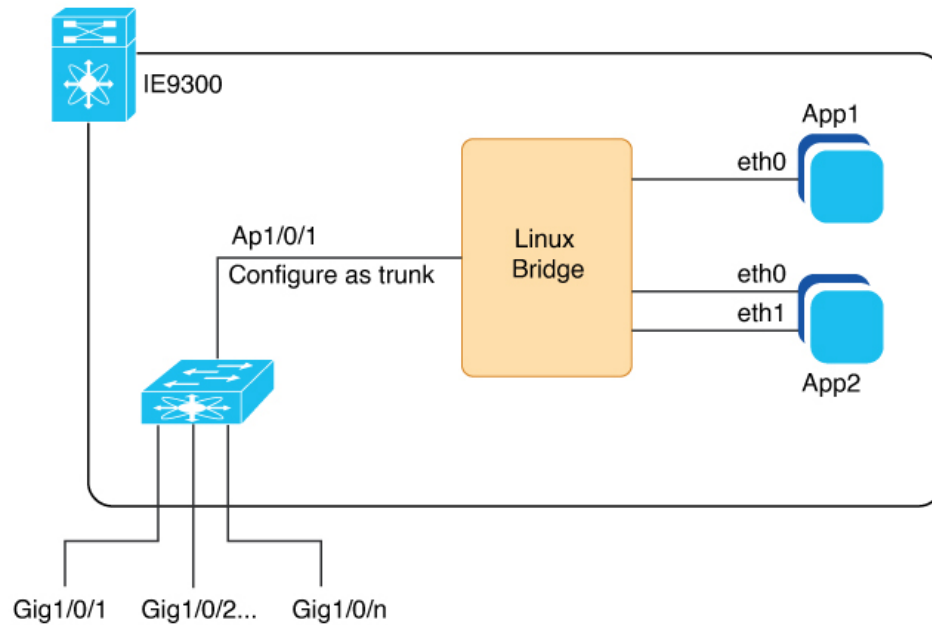 IE9300
App1
eth0
Ap1/0/1
Configure as trunk
Linux
Bridge
eth0
eth1
App2
Gig1/0/1
Gig1/0/2...
Gig1/0/n